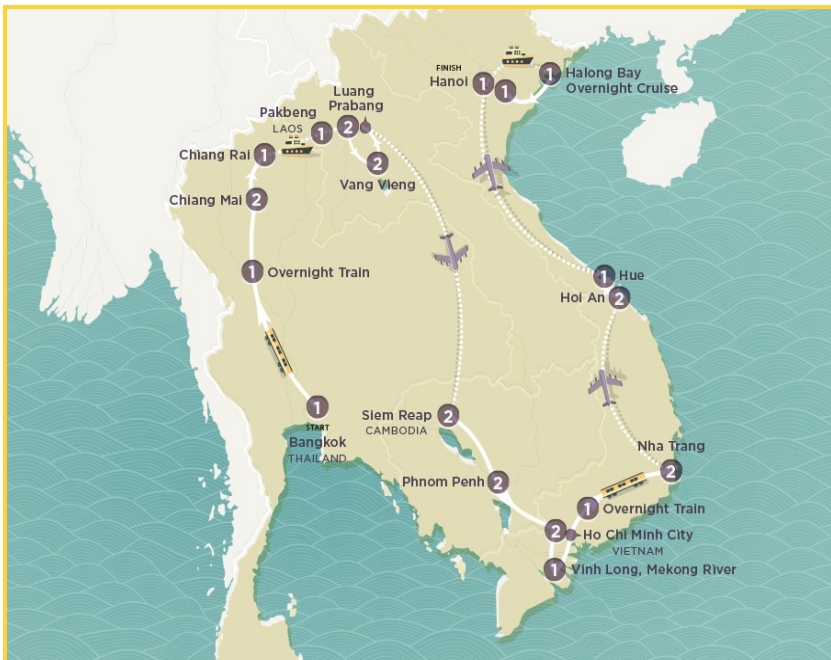 FINISH
Hanoi
1
1
1
Halong Bay
Overnight Cruise
Luang
Prabang
2
Pakbeng
LAOS
1
Chiang Rai
1
2
Vang Vieng
Chiang Mai
2
1
Overnight Train
1
Hue
Hoi An
2
1
START
Bangkok
THAILAND
Siem Reap
CAMBODIA
2
Nha Trang
2
Phnom Penh
2
1
Overnight Train
2
Ho Chi Minh City
VIETNAM
1
Vinh Long, Mekong River